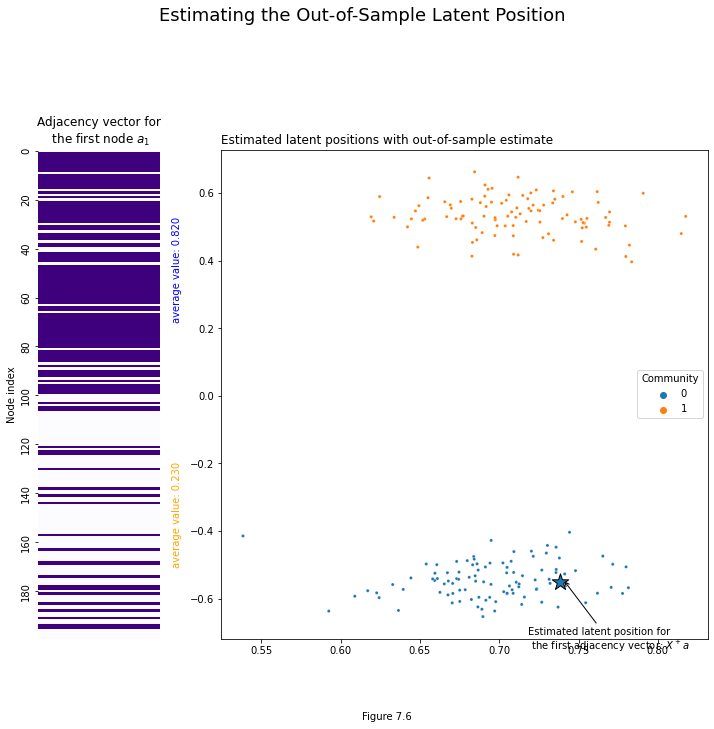 Estimating the Out-of-Sample Latent Position
Adjacency vector for
the first node a₁
Estimated latent positions with out-of-sample estimate
0
20
40
60
80
100
120
140
160
180
Node index
average value: 0.820
average value: 0.230
0.6
0.4
0.2
0.0
−0.2
−0.4
−0.6
Community
0
1
Estimated latent position for
the first adjacency vector: X⁺a
0.55
0.60
0.65
0.70
0.75
0.80
Figure 7.6